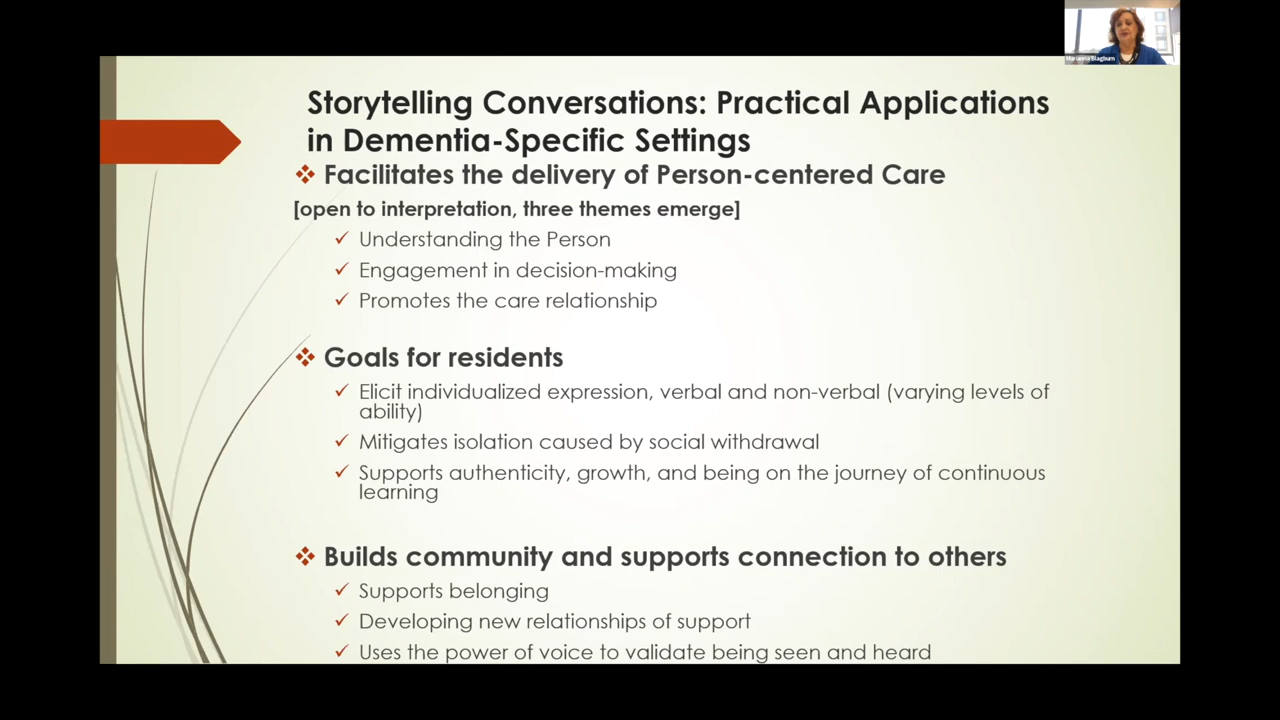 Marianna Blagburn
Storytelling Conversations: Practical Applications
in Dementia-Specific Settings
Facilitates the delivery of Person-centered Care
[open to interpretation, three themes emerge]
Understanding the Person
Engagement in decision-making
Promotes the care relationship
Goals for residents
Elicit individualized expression, verbal and non-verbal (varying levels of
ability)
Mitigates isolation caused by social withdrawal
Supports authenticity, growth, and being on the journey of continuous
learning
Builds community and supports connection to others
Supports belonging
Developing new relationships of support
Uses the power of voice to validate being seen and heard